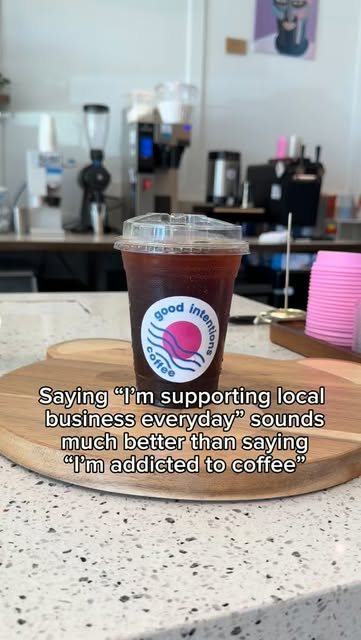 good intentions
coffee
Saying “I’m supporting local
business everyday” sounds
much better than saying
“I’m addicted to coffee”